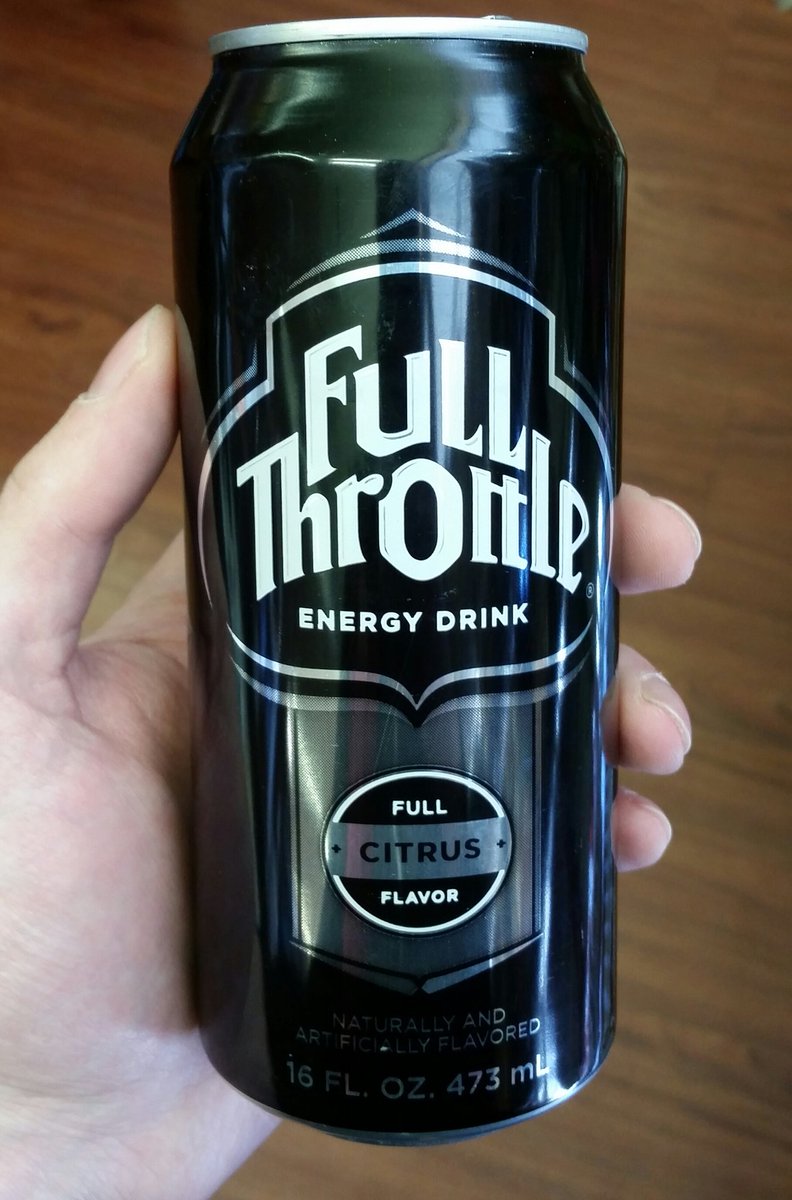 Full
Throttle®
ENERGY DRINK
FULL
+ CITRUS +
FLAVOR
NATURALLY AND
ARTIFICIALLY FLAVORED
16 FL. OZ. 473 mL